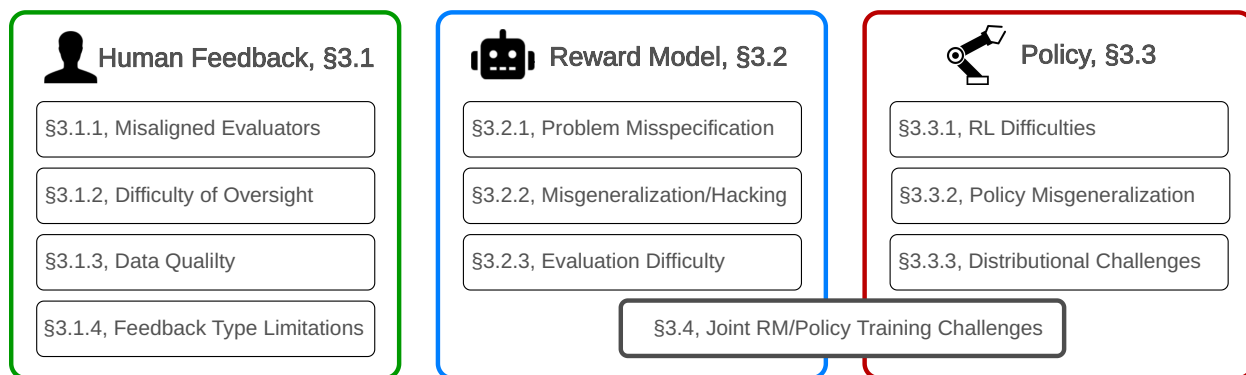 Human Feedback, §3.1
§3.1.1, Misaligned Evaluators
§3.1.2, Difficulty of Oversight
§3.1.3, Data Qualilty
§3.1.4, Feedback Type Limitations
Reward Model, §3.2
§3.2.1, Problem Misspecification
§3.2.2, Misgeneralization/Hacking
§3.2.3, Evaluation Difficulty
Policy, §3.3
§3.3.1, RL Difficulties
§3.3.2, Policy Misgeneralization
§3.3.3, Distributional Challenges
§3.4, Joint RM/Policy Training Challenges